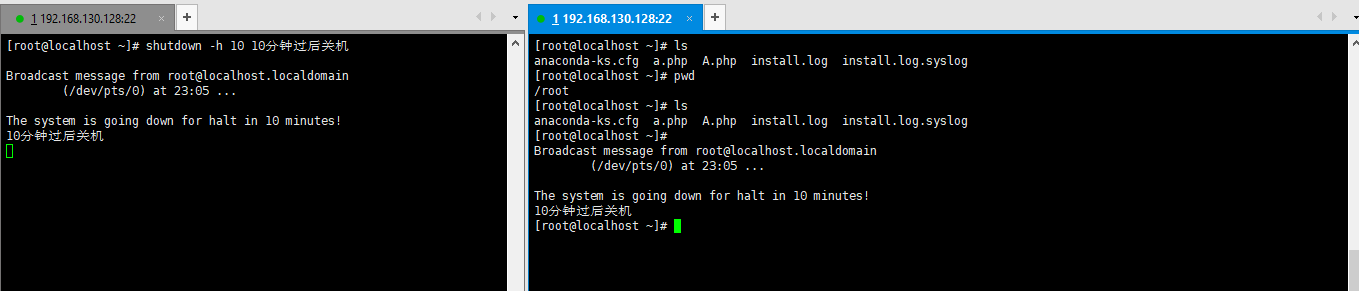 1 192.168.130.128:22
[root@localhost ~]# shutdown -h 10 10分钟过后关机
Broadcast message from root@localhost.localdomain
(/dev/pts/0) at 23:05 ...
The system is going down for halt in 10 minutes!
10分钟过后关机
1 192.168.130.128:22
[root@localhost ~]# ls
anaconda-ks.cfg  a.php  A.php  install.log  install.log.syslog
[root@localhost ~]# pwd
/root
[root@localhost ~]# ls
anaconda-ks.cfg  a.php  A.php  install.log  install.log.syslog
[root@localhost ~]#
Broadcast message from root@localhost.localdomain
(/dev/pts/0) at 23:05 ...
The system is going down for halt in 10 minutes!
10分钟过后关机
[root@localhost ~]#